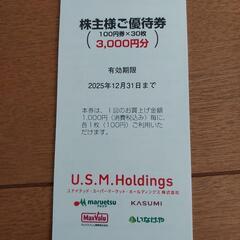 株主様ご優待券
(100円券×30枚)
3,000円分
有効期限
2025年12月31日まで
本券は、1回のお買上げ金額
1,000円(消費税込み)毎に、
各1枚(100円)ご利用いた
だけます。
U.S.M.Holdings
ユナイテッド・スーパーマーケット・ホールディングス株式会社
maruetsu
KASUMI
MaxValu
いなげや